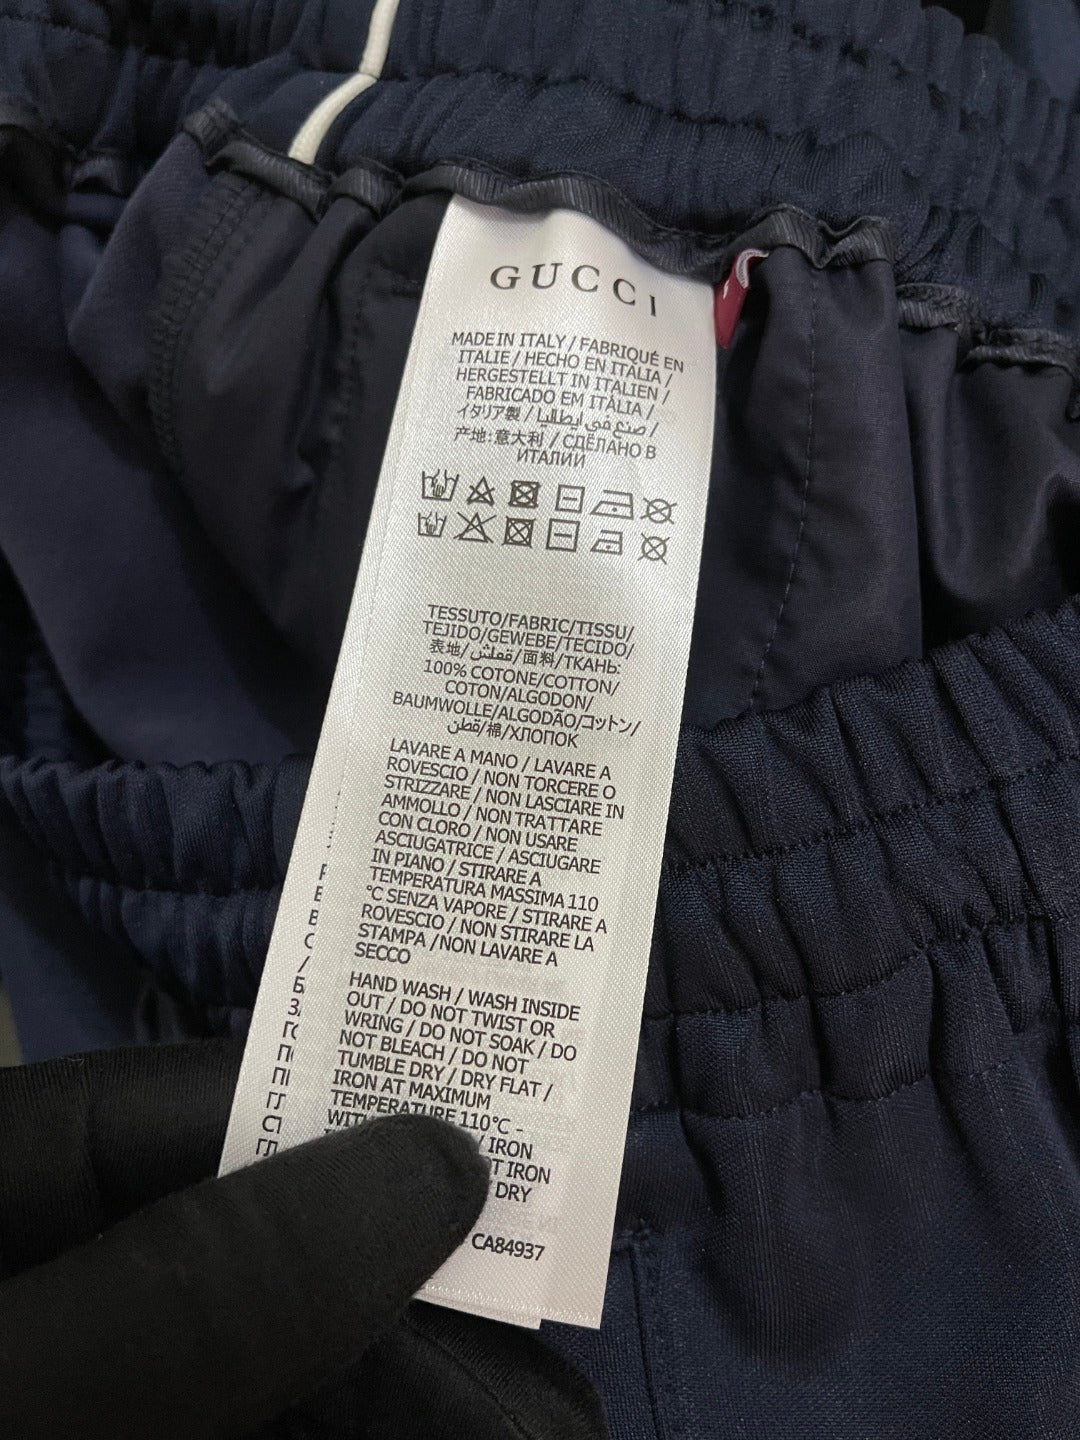 GUCCI
MADE IN ITALY / FABRIQUÉ EN
ITALIE / HECHO EN ITALIA /
HERGESTELLT IN ITALIEN /
FABRICADO EM ITÁLIA /
イタリア製 / صنع في إيطاليا /
产地:意大利 / СДЕЛАНО В
ИТАЛИИ
TESSUTO/FABRIC/TISSU/
TEJIDO/GEWEBE/TECIDO/
表地/قفلش/面料/ТКАНЬ:
100% COTONE/COTTON/
COTON/ALGODON/
BAUMWOLLE/ALGODÃO/コットン/
قطن/棉/ХЛОПОК
LAVARE A MANO / LAVARE A
ROVESCIO / NON TORCERE O
STRIZZARE / NON LASCIARE IN
AMMOLLO / NON TRATTARE
CON CLORO / NON USARE
ASCIUGATRICE / ASCIUGARE
IN PIANO / STIRARE A
TEMPERATURA MASSIMA 110
°C SENZA VAPORE / STIRARE A
ROVESCIO / NON STIRARE LA
STAMPA /NON LAVARE A
SECCO
HAND WASH / WASH INSIDE
OUT / DO NOT TWIST OR
WRING / DO NOT SOAK / DO
NOT BLEACH / DO NOT
TUMBLE DRY / DRY FLAT /
IRON AT MAXIMUM
TEMPERATURE 110°C -
/ IRON
IRON
/ DRY
CA84937